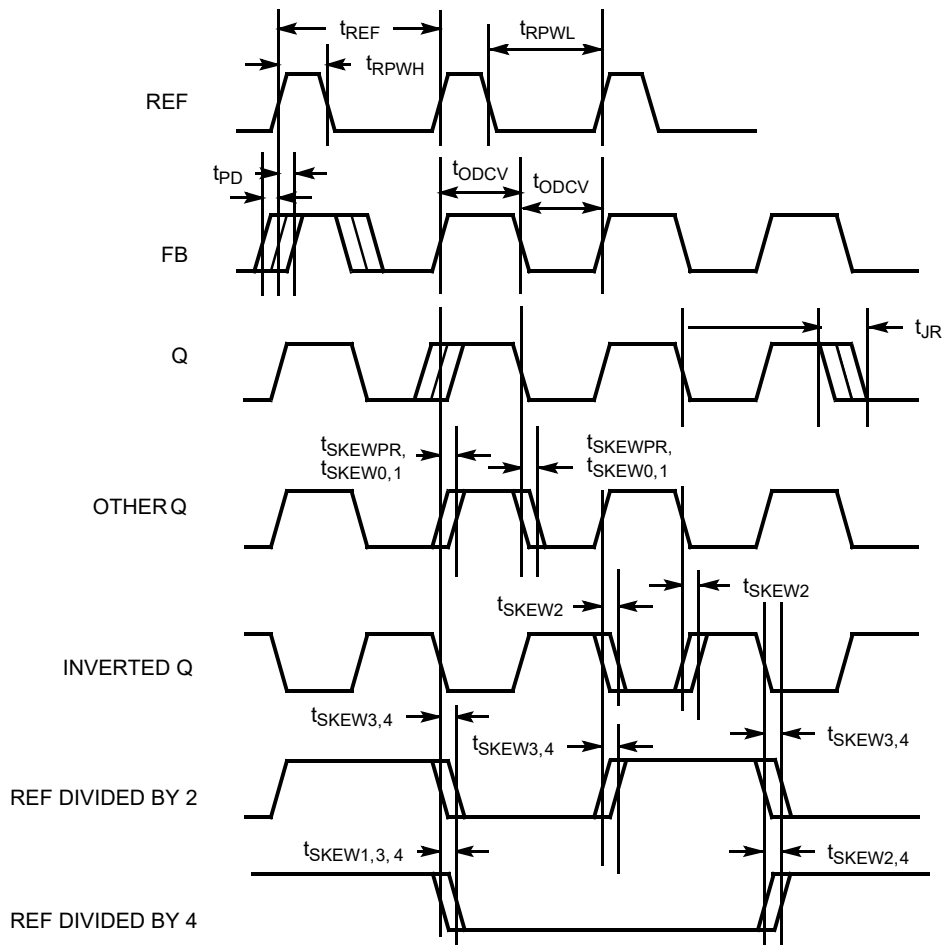 tREF
tRPWL
tRPWH
REF
tPD
tODCV
tODCV
FB
Q
tJR
tSKEWPR,
tSKEW0,1
tSKEWPR,
tSKEW0,1
OTHER Q
tSKEW2
tSKEW2
INVERTED Q
tSKEW3,4
tSKEW3,4
tSKEW3,4
REF DIVIDED BY 2
tSKEW1,3,4
tSKEW2,4
REF DIVIDED BY 4